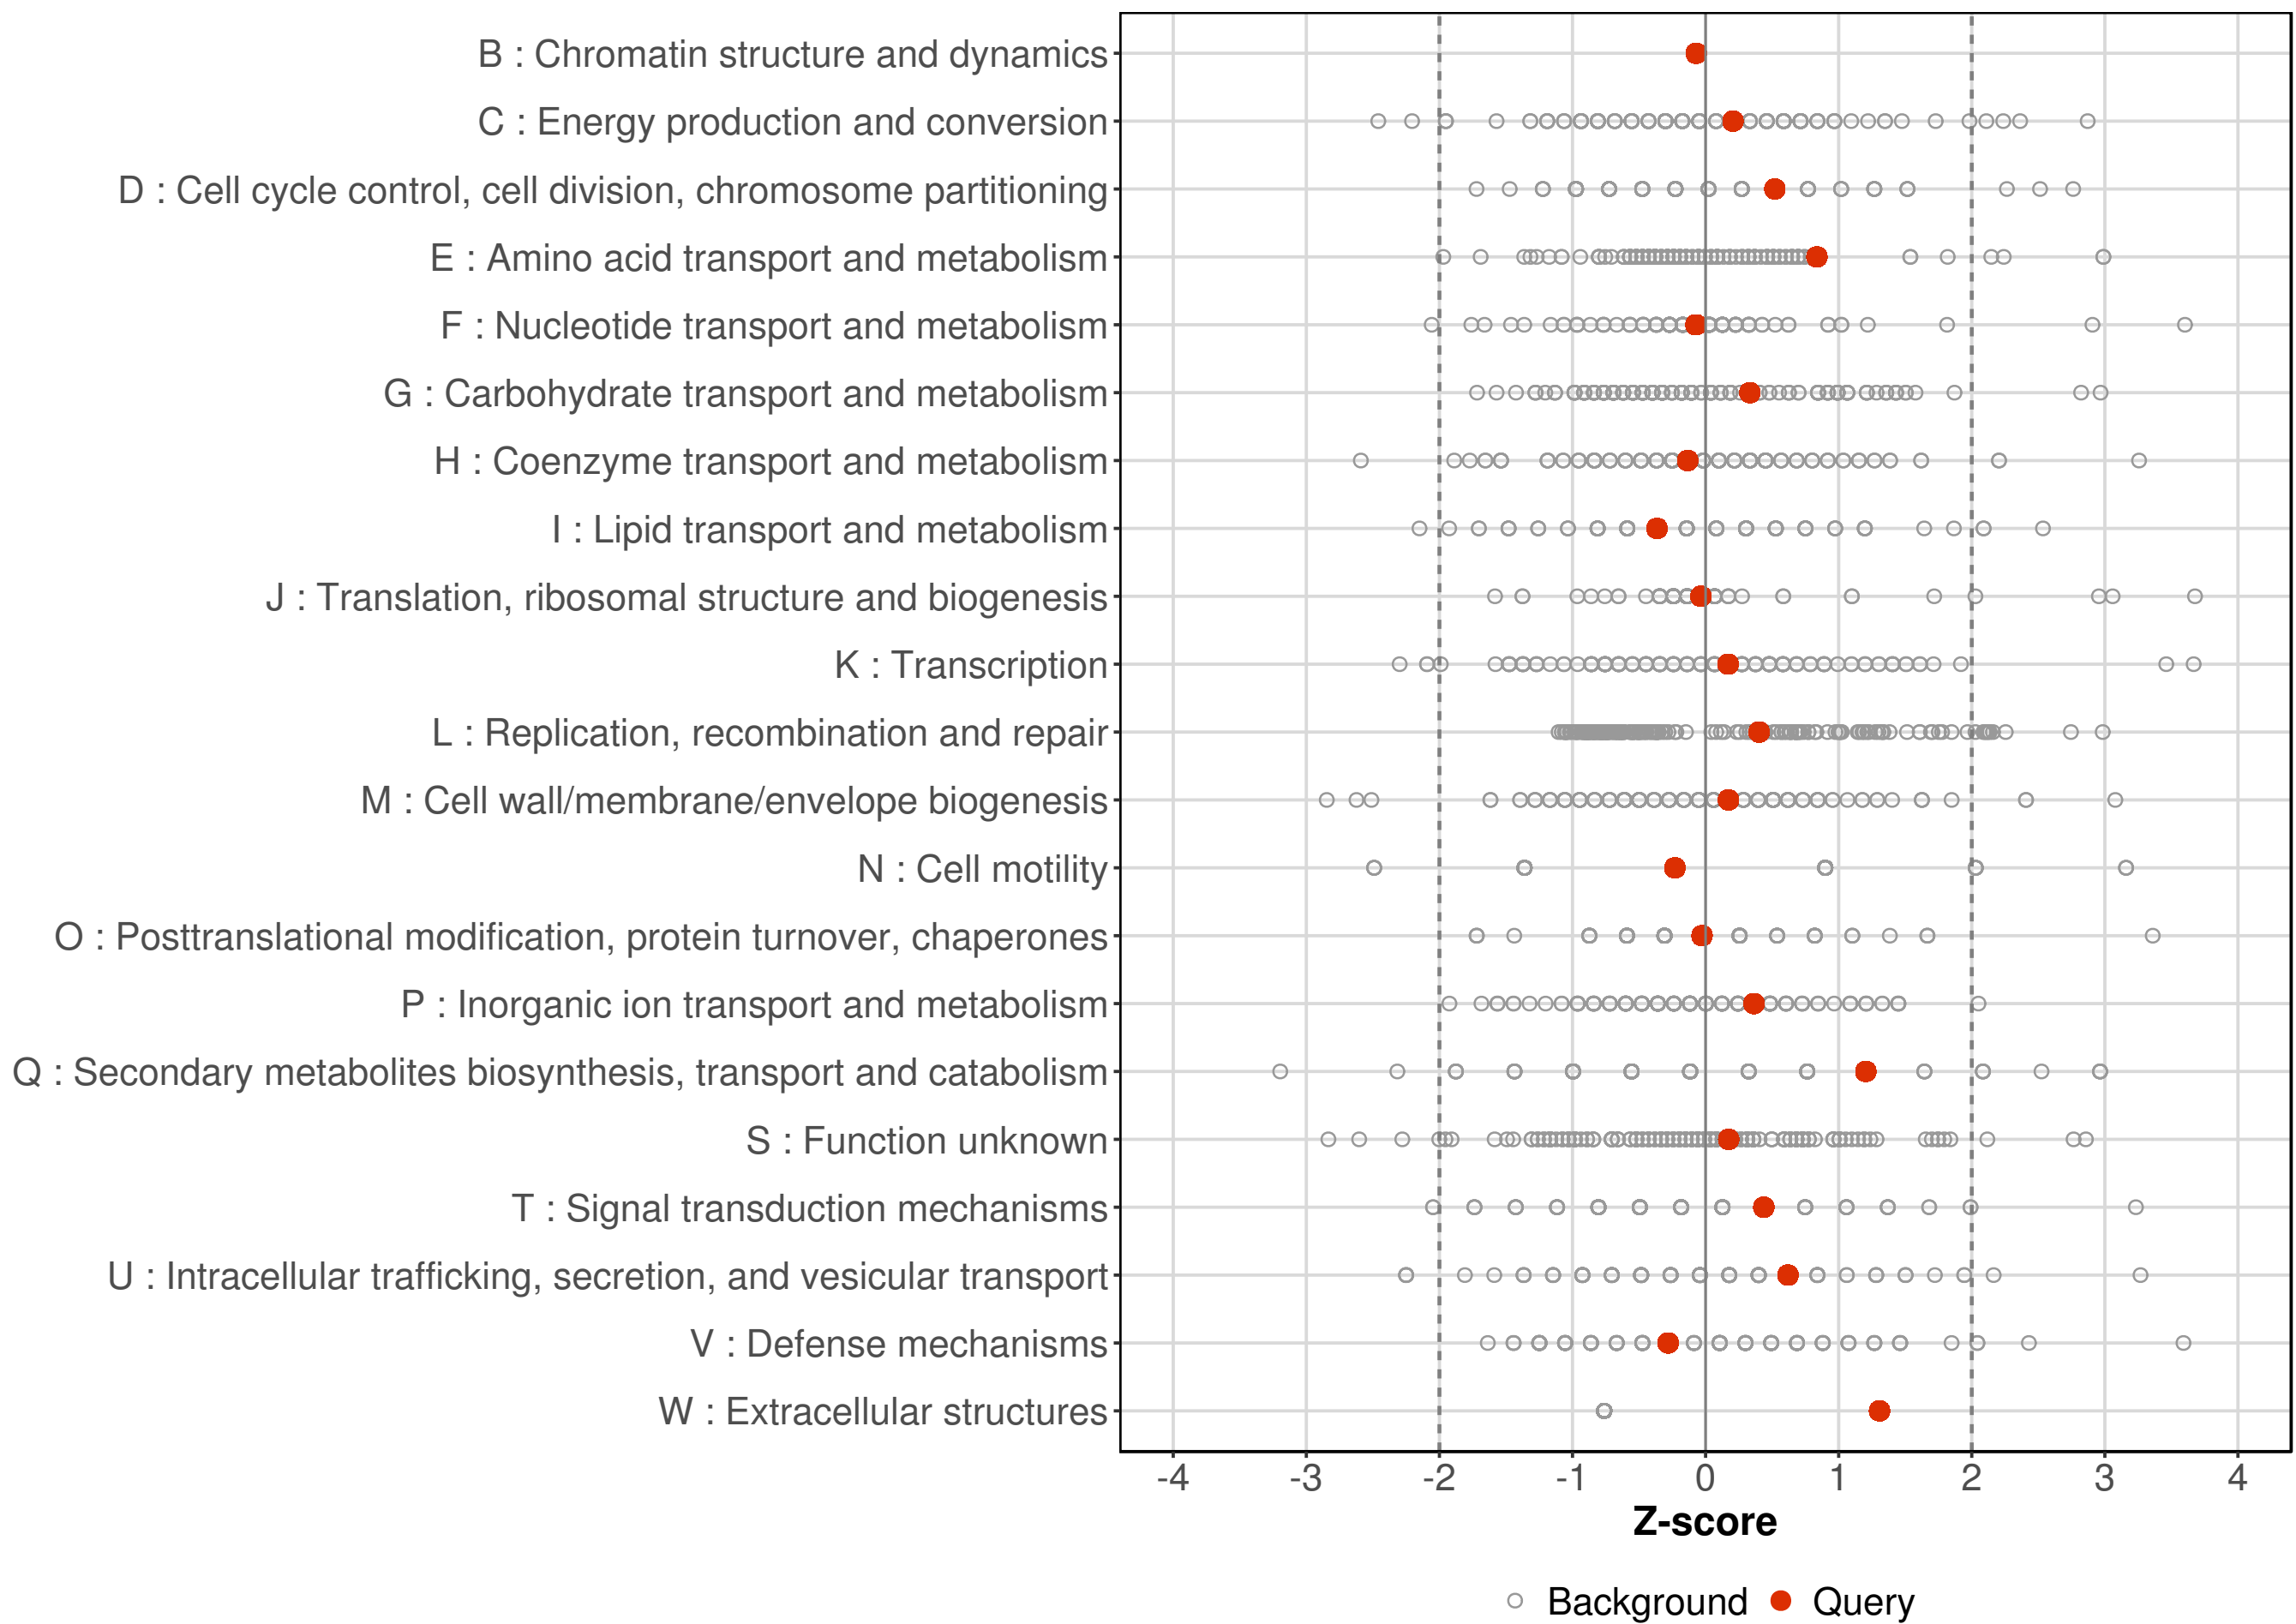 B : Chromatin structure and dynamics
C : Energy production and conversion
D : Cell cycle control, cell division, chromosome partitioning
E : Amino acid transport and metabolism
F : Nucleotide transport and metabolism
G : Carbohydrate transport and metabolism
H : Coenzyme transport and metabolism
I : Lipid transport and metabolism
J : Translation, ribosomal structure and biogenesis
K : Transcription
L : Replication, recombination and repair
M : Cell wall/membrane/envelope biogenesis
N : Cell motility
O : Posttranslational modification, protein turnover, chaperones
P : Inorganic ion transport and metabolism
Q : Secondary metabolites biosynthesis, transport and catabolism
S : Function unknown
T : Signal transduction mechanisms
U : Intracellular trafficking, secretion, and vesicular transport
V : Defense mechanisms
W : Extracellular structures
-4 -3 -2 -1 0 1 2 3 4
Z-score
Background Query